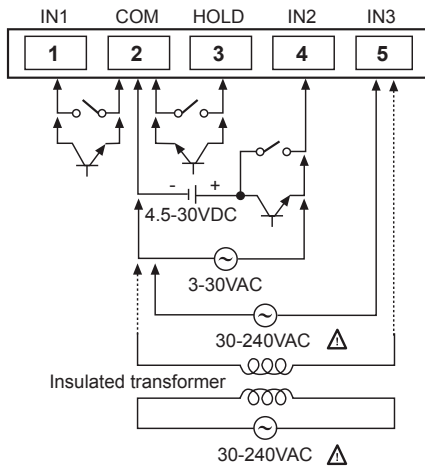 IN1 COM HOLD IN2 IN3
1 2 3 4 5
- +
4.5-30VDC
3-30VAC
30-240VAC ⚠
Insulated transformer
30-240VAC ⚠